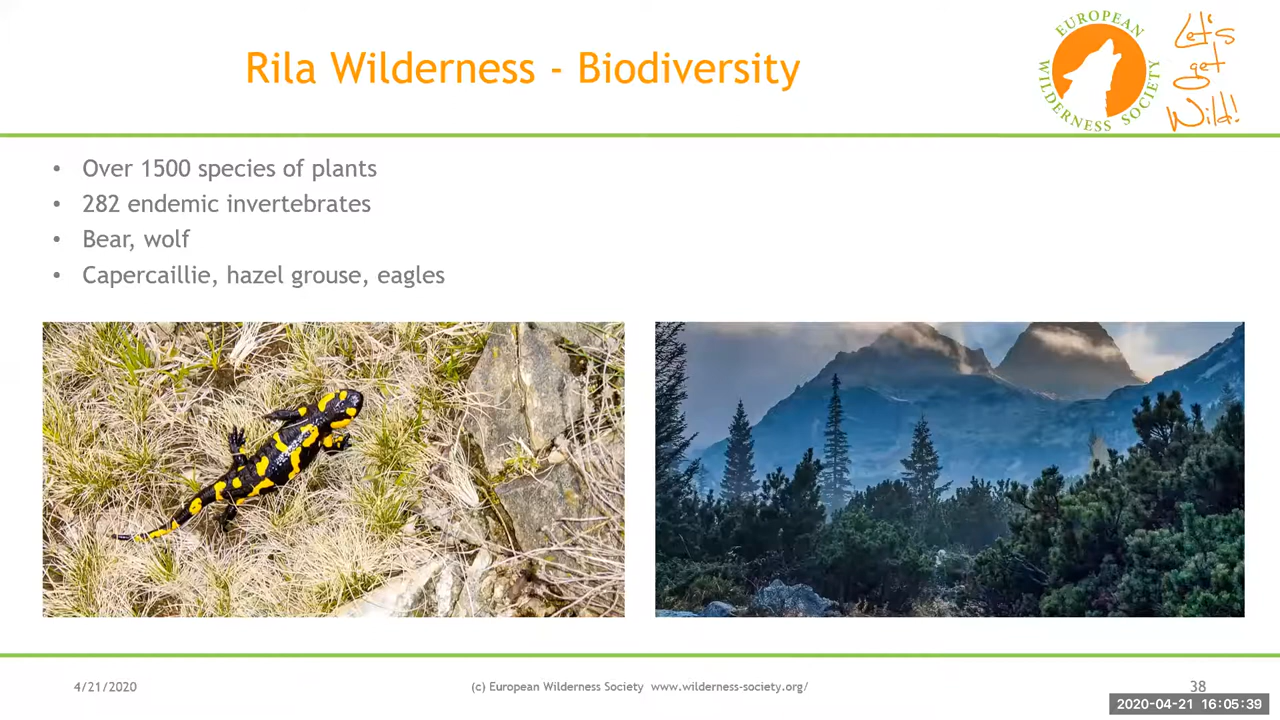 Rila Wilderness - Biodiversity
EUROPEAN
WILDERNESS SOCIETY
Let's
get
Wild!
• Over 1500 species of plants
• 282 endemic invertebrates
• Bear, wolf
• Capercaillie, hazel grouse, eagles
4/21/2020
(c) European Wilderness Society www.wilderness-society.org/
38
2020-04-21 16:05:39